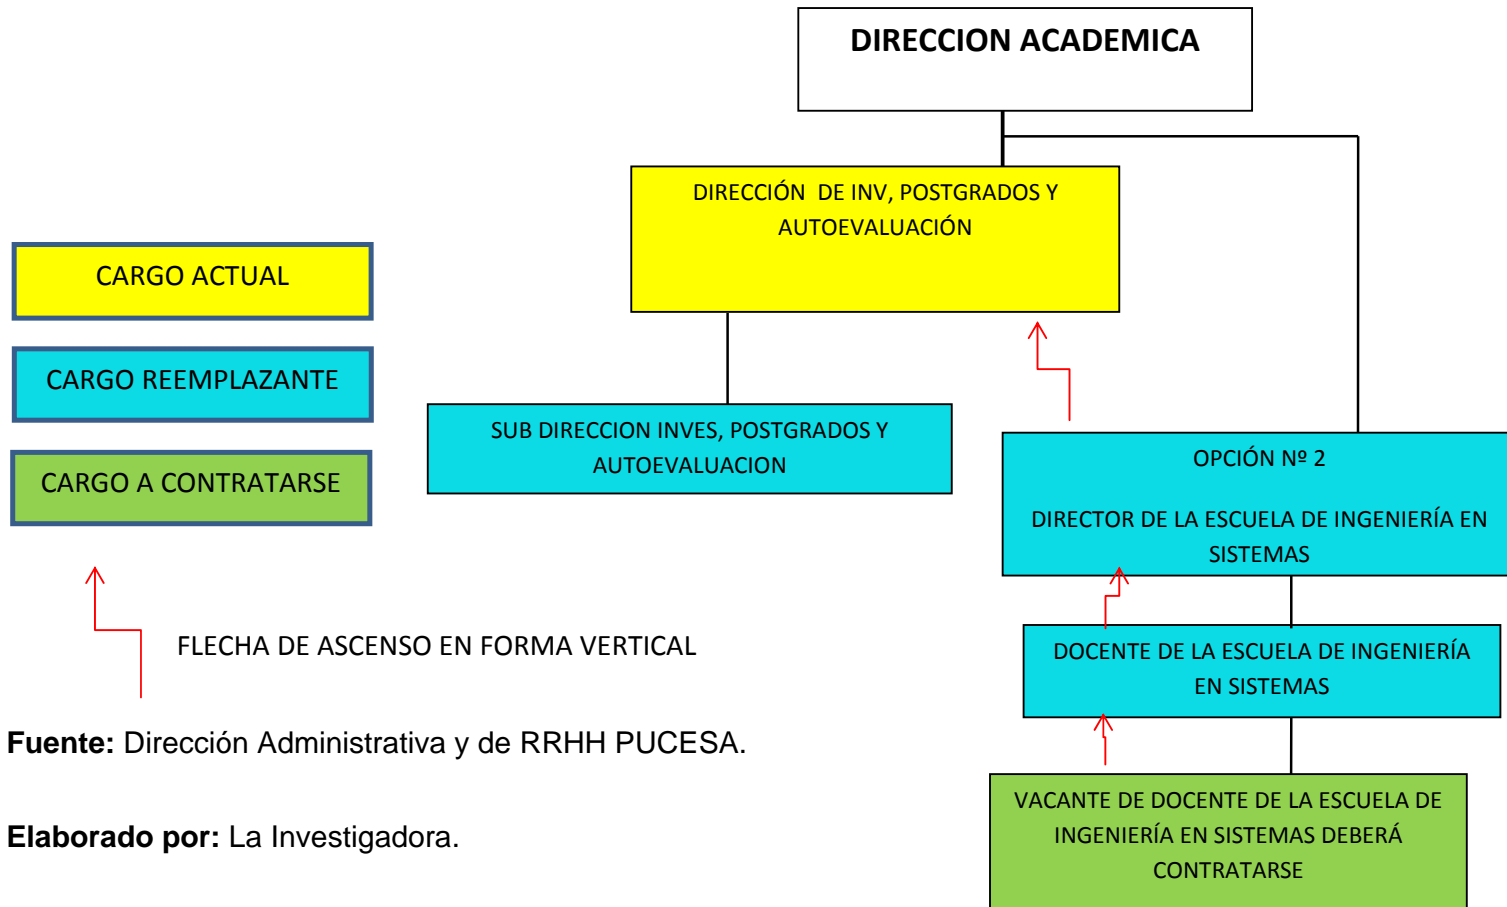 DIRECCION ACADEMICA
DIRECCIÓN DE INV, POSTGRADOS Y
AUTOEVALUACIÓN
CARGO ACTUAL
CARGO REEMPLAZANTE
CARGO A CONTRATARSE
SUB DIRECCION INVES, POSTGRADOS Y
AUTOEVALUACION
OPCIÓN Nº 2
DIRECTOR DE LA ESCUELA DE INGENIERÍA EN
SISTEMAS
FLECHA DE ASCENSO EN FORMA VERTICAL
DOCENTE DE LA ESCUELA DE INGENIERÍA
EN SISTEMAS
VACANTE DE DOCENTE DE LA ESCUELA DE
INGENIERÍA EN SISTEMAS DEBERÁ
CONTRATARSE
Fuente: Dirección Administrativa y de RRHH PUCESA.
Elaborado por: La Investigadora.